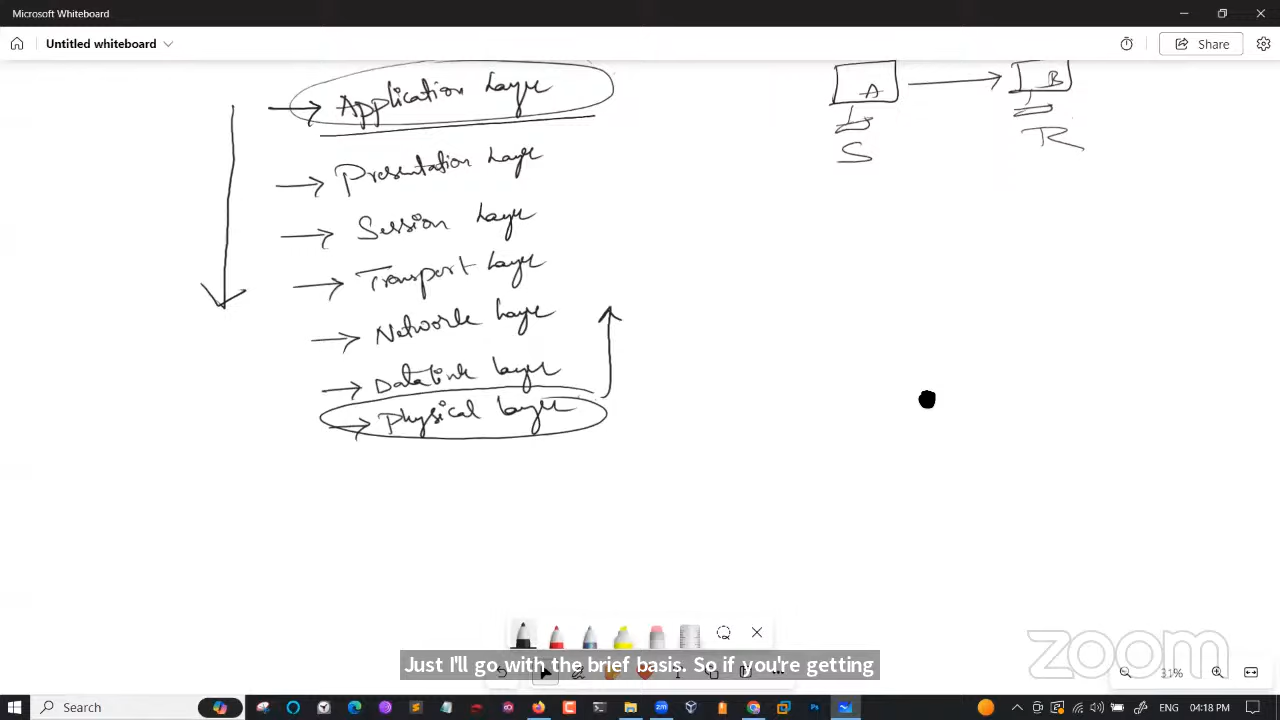 Microsoft Whiteboard
Untitled whiteboard
Share
Application Layer
A
B
S
R
Presentation Layer
Session Layer
Transport Layer
Network Layer
Datalink layer
Physical layer
Just I'll go with the brief basis. So if you're getting
zoom
31%
Search
ENG
04:18 PM